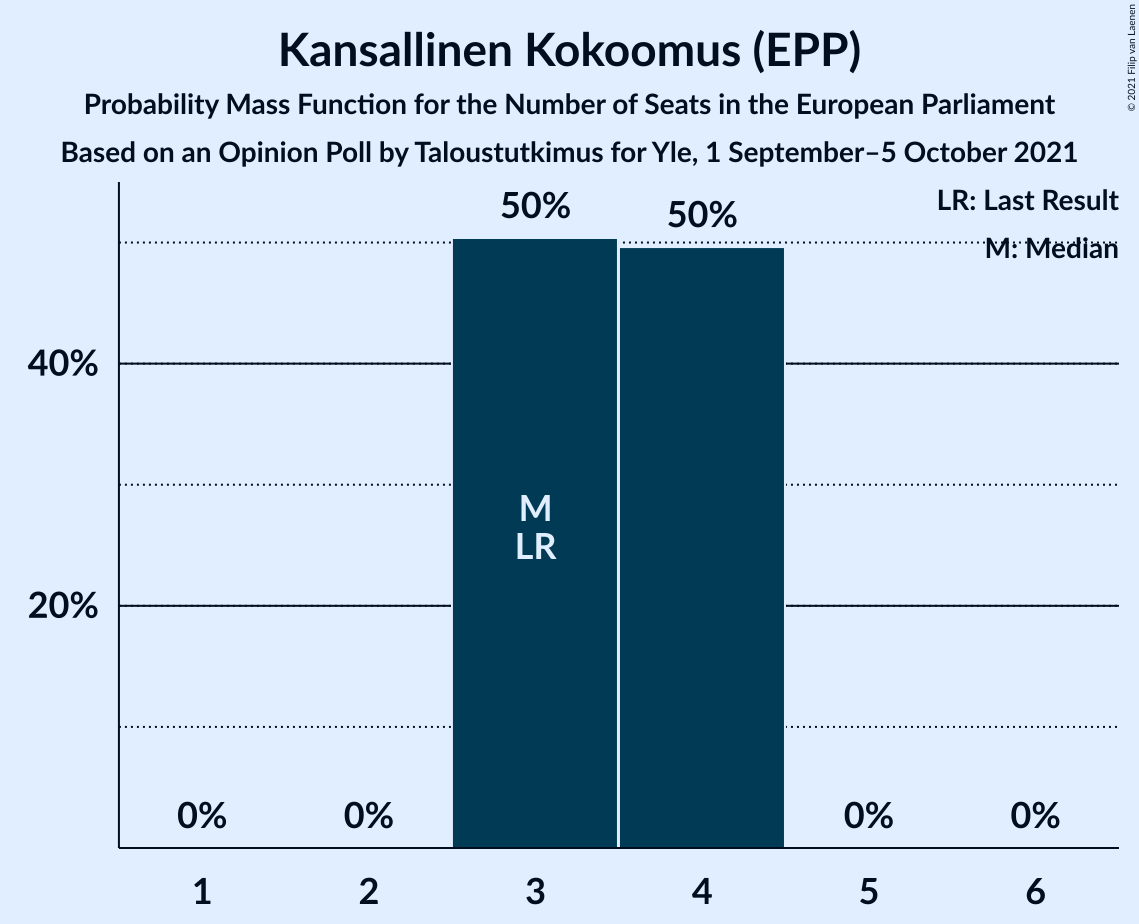 Kansallinen Kokoomus (EPP)
Probability Mass Function for the Number of Seats in the European Parliament
Based on an Opinion Poll by Taloustutkimus for Yle, 1 September–5 October 2021
© 2021 Filip van Laenen
LR: Last Result
M: Median
50%
50%
40%
M
LR
20%
0%
0%
0%
0%
1
2
3
4
5
6